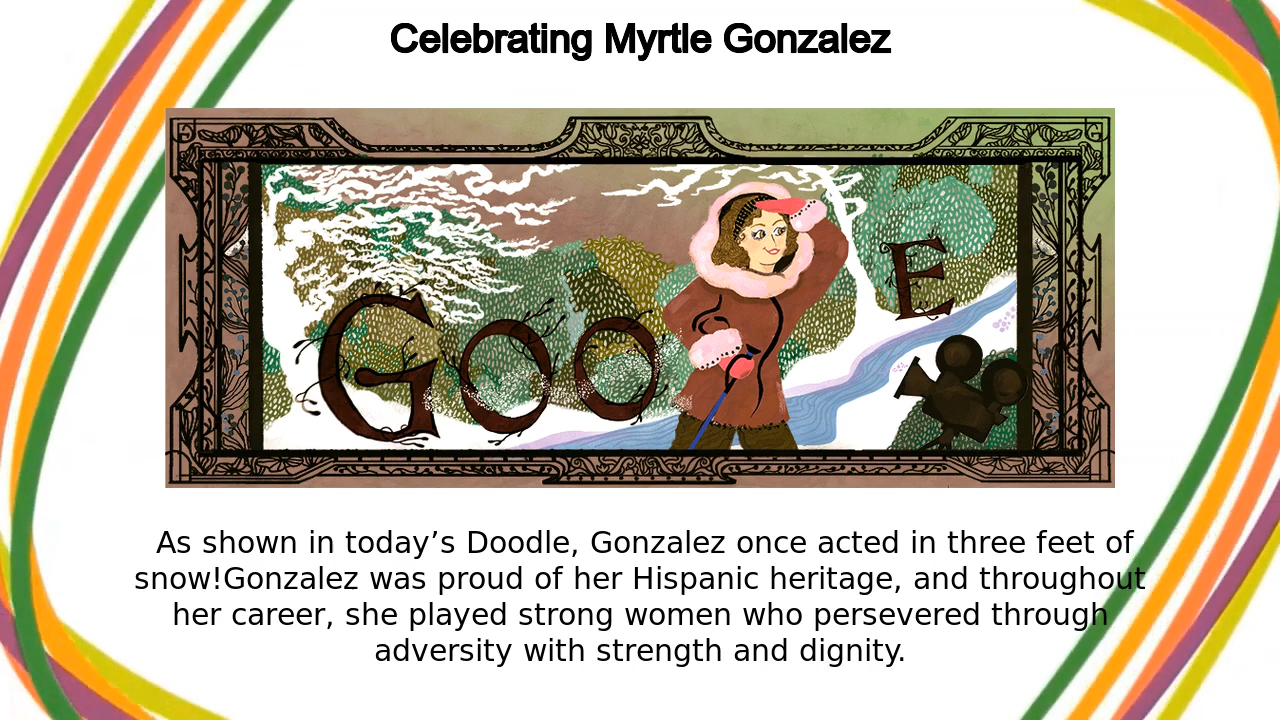 Celebrating Myrtle Gonzalez
GOO E
As shown in today’s Doodle, Gonzalez once acted in three feet of
snow!Gonzalez was proud of her Hispanic heritage, and throughout
her career, she played strong women who persevered through
adversity with strength and dignity.